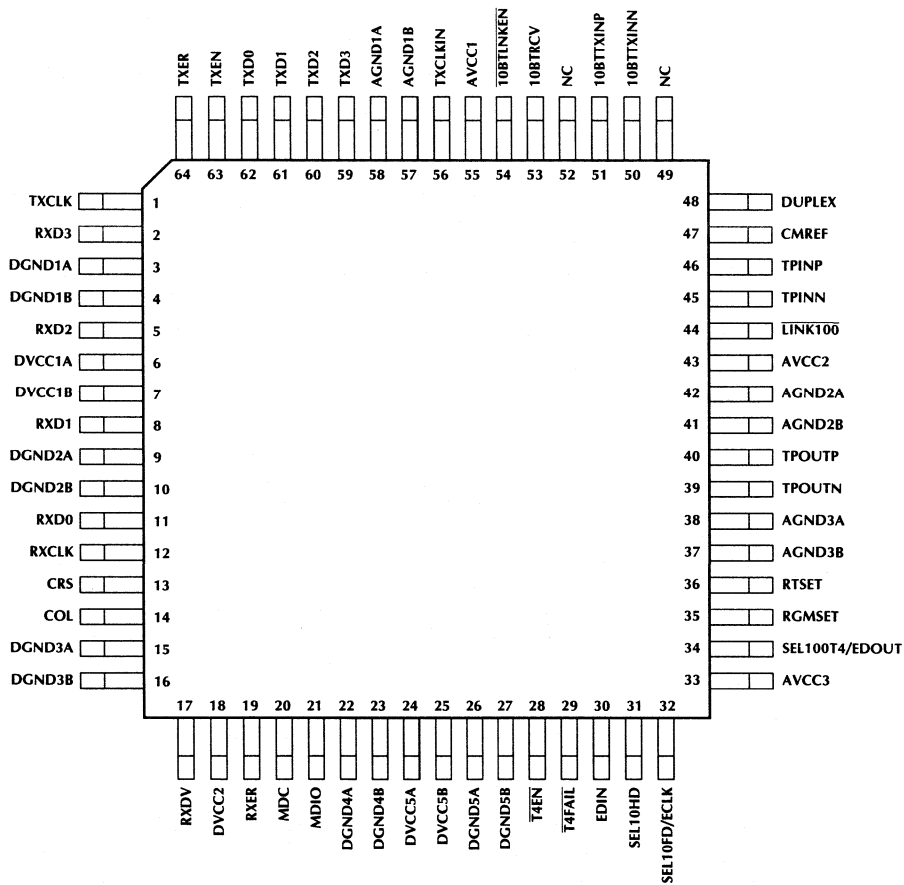 TXER TXEN TXD0 TXD1 TXD2 TXD3 AGND1A AGND1B TXCLKIN AVCC1 10BTLNKEN 10BTRCV NC 10BTTXINP 10BTTXINN NC
64 63 62 61 60 59 58 57 56 55 54 53 52 51 50 49
TXCLK 1 48 DUPLEX
RXD3 2 47 CMREF
DGND1A 3 46 TPINP
DGND1B 4 45 TPINN
RXD2 5 44 LINK100
DVCC1A 6 43 AVCC2
DVCC1B 7 42 AGND2A
RXD1 8 41 AGND2B
DGND2A 9 40 TPOUTP
DGND2B 10 39 TPOUTN
RXD0 11 38 AGND3A
RXCLK 12 37 AGND3B
CRS 13 36 RTSET
COL 14 35 RGMSET
DGND3A 15 34 SEL100T4/EDOUT
DGND3B 16 33 AVCC3
17 18 19 20 21 22 23 24 25 26 27 28 29 30 31 32
RXDV DVCC2 RXER MDC MDIO DGND4A DGND4B DVCC5A DVCC5B DGND5A DGND5B T4EN T4FAIL EDIN SEL10HD SEL10FD/ECLK